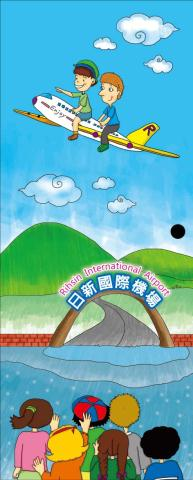 R
Rihsin International Airport
日新國際機場